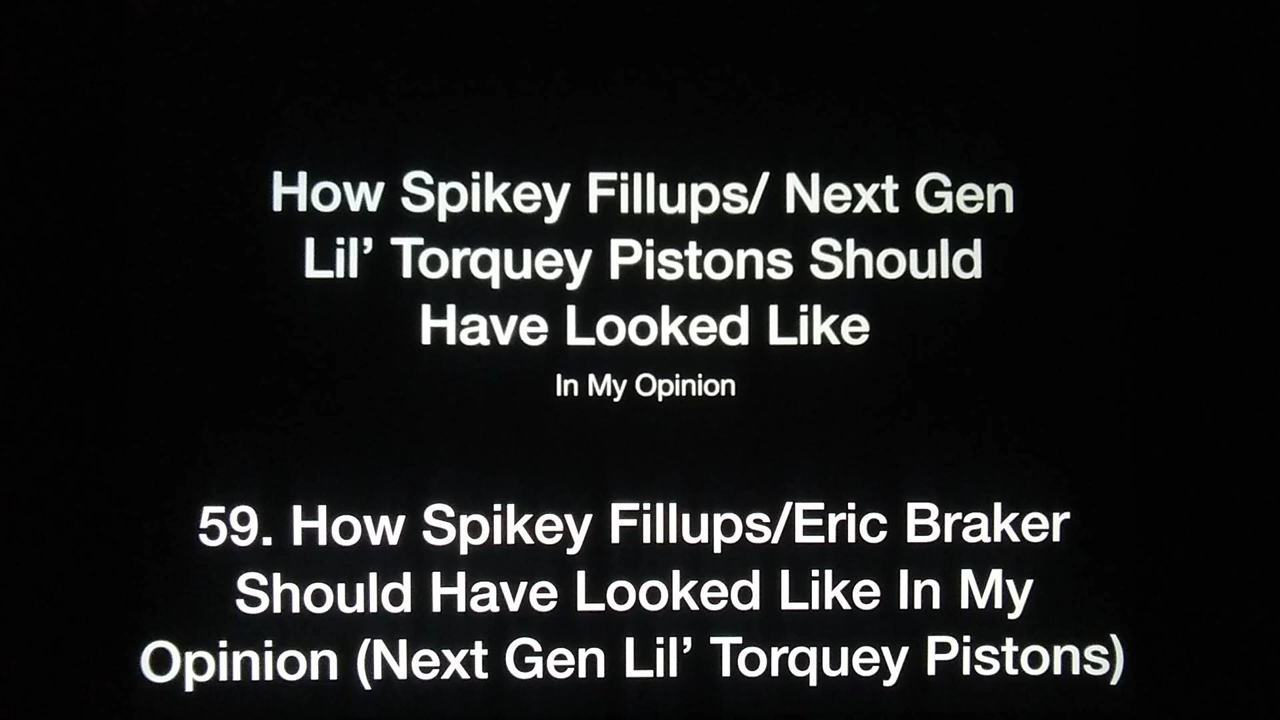 How Spikey Fillups/ Next Gen
Lil’ Torquey Pistons Should
Have Looked Like
In My Opinion
59. How Spikey Fillups/Eric Braker
Should Have Looked Like In My
Opinion (Next Gen Lil’ Torquey Pistons)